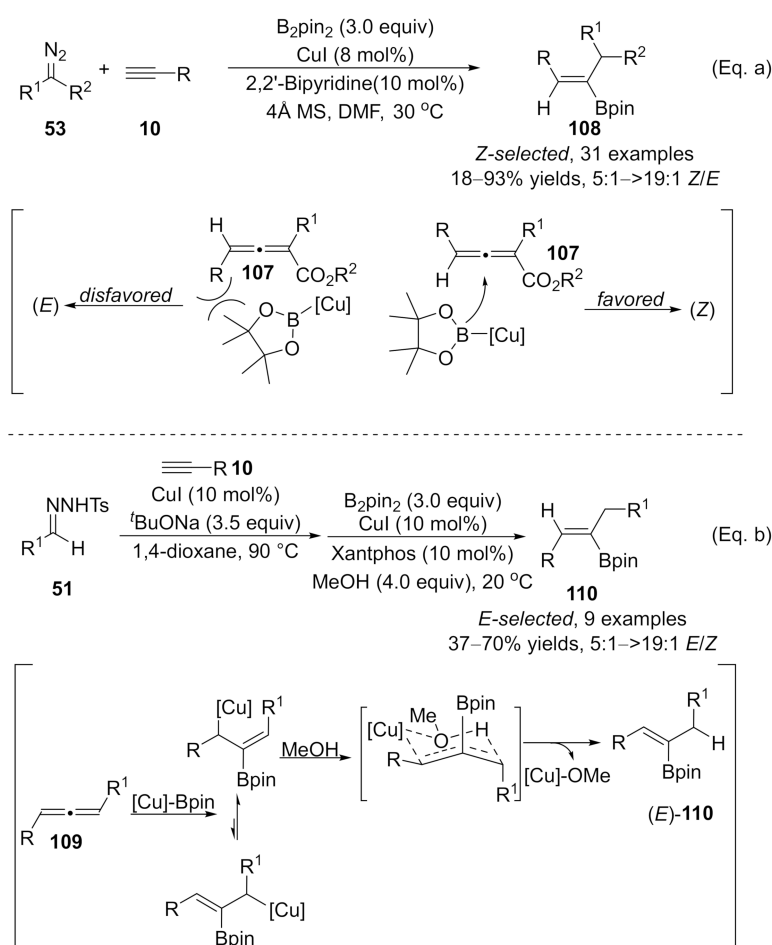 B2pin2 (3.0 equiv)
CuI (8 mol%)
2,2'-Bipyridine(10 mol%)
4Å MS, DMF, 30 °C
N2
R1 R2
53
+
R
10
R1
R R2
H Bpin
108
(Eq. a)
Z-selected, 31 examples
18–93% yields, 5:1–>19:1 Z/E
(E)
disfavored
H R1
R 107 CO2R2
O B [Cu]
O
R R1
107
H CO2R2
O B [Cu]
O
favored
(Z)
R 10
CuI (10 mol%)
tBuONa (3.5 equiv)
1,4-dioxane, 90 °C
NNHTs
R1 H
51
B2pin2 (3.0 equiv)
CuI (10 mol%)
Xantphos (10 mol%)
MeOH (4.0 equiv), 20 °C
H R1
R Bpin
110
(Eq. b)
E-selected, 9 examples
37–70% yields, 5:1–>19:1 E/Z
R1
R 109
[Cu]-Bpin
[Cu]
R1
R
Bpin
R1
R [Cu]
Bpin
MeOH
Bpin
[Cu] Me H
O
R
R1
[Cu]-OMe
R1
R H
Bpin
(E)-110